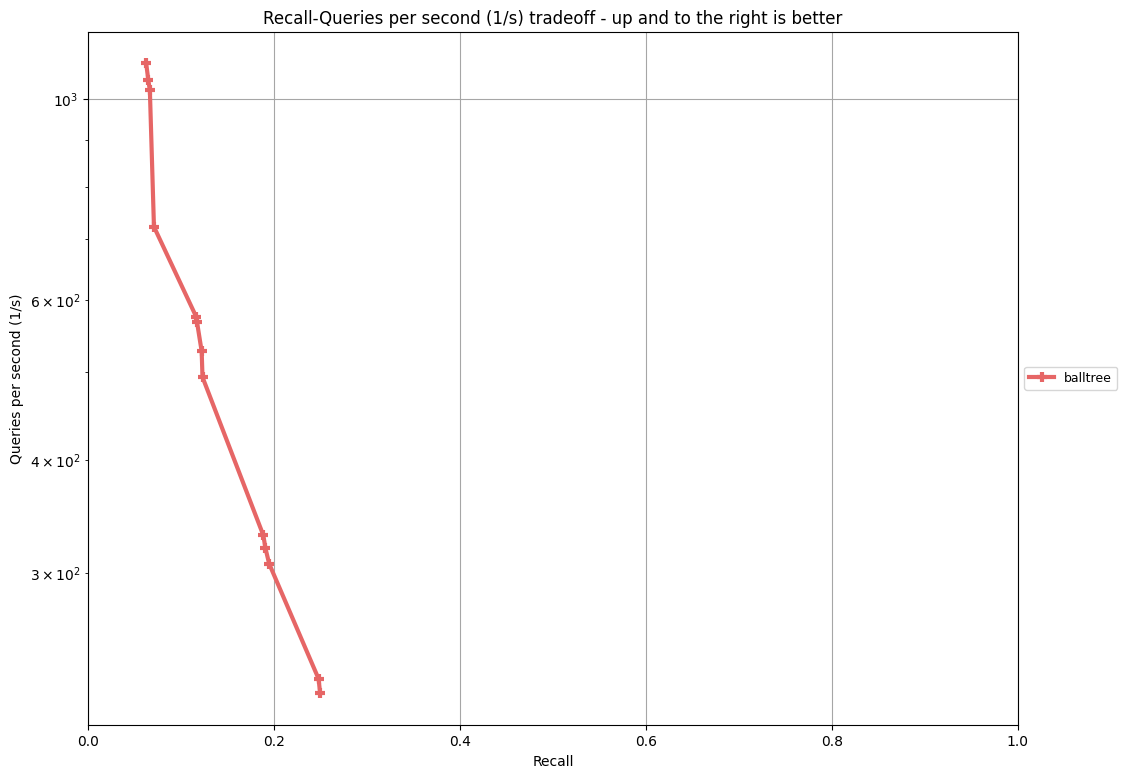 Recall-Queries per second (1/s) tradeoff - up and to the right is better
Queries per second (1/s)
10³
6 × 10²
4 × 10²
3 × 10²
0.0 0.2 0.4 0.6 0.8 1.0
Recall
balltree